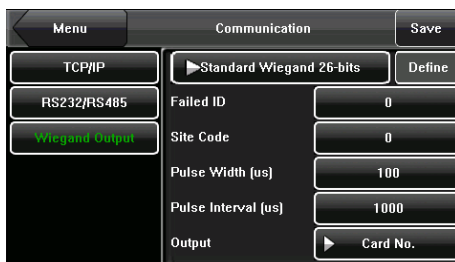 Menu Communication Save
TCP/IP
RS232/RS485
Wiegand Output
Standard Wiegand 26-bits Define
Failed ID 0
Site Code 0
Pulse Width (us) 100
Pulse Interval (us) 1000
Output Card No.